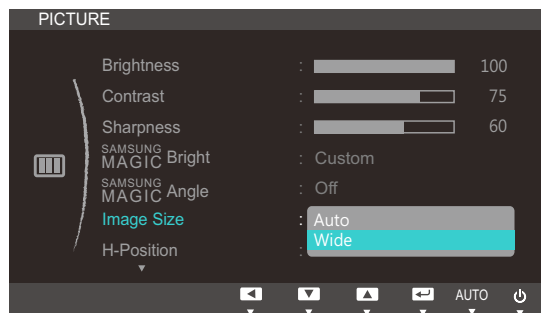 PICTURE
Brightness : 100
Contrast : 75
Sharpness : 60
SAMSUNG MAGIC Bright : Custom
SAMSUNG MAGIC Angle : Off
Image Size : Auto
Wide
H-Position :
AUTO